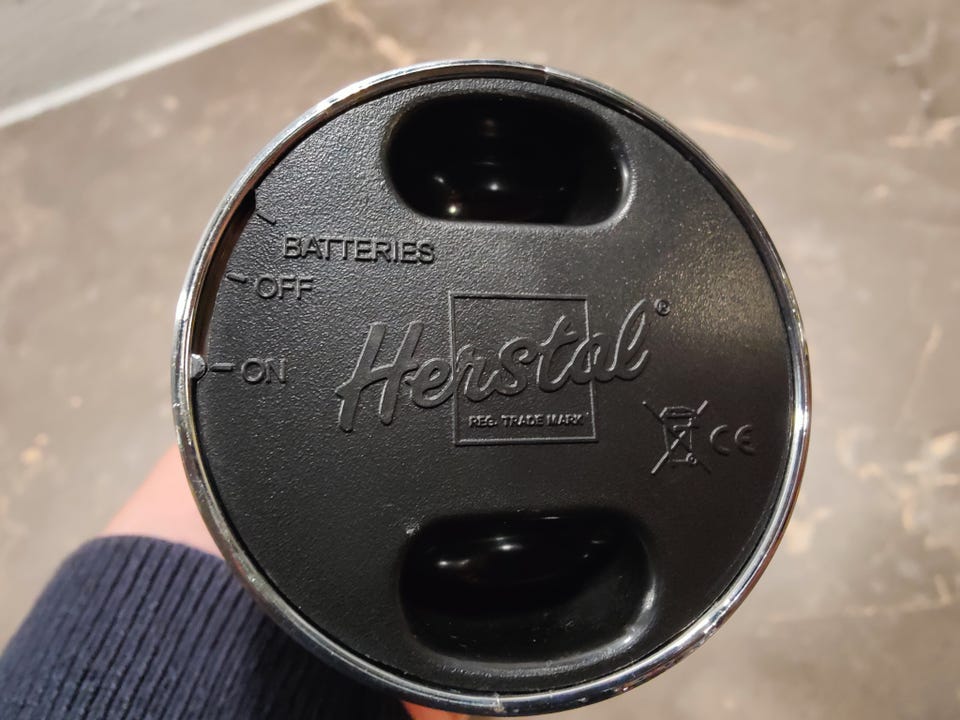 BATTERIES
OFF
ON
Herstal®
REG. TRADE MARK
CE